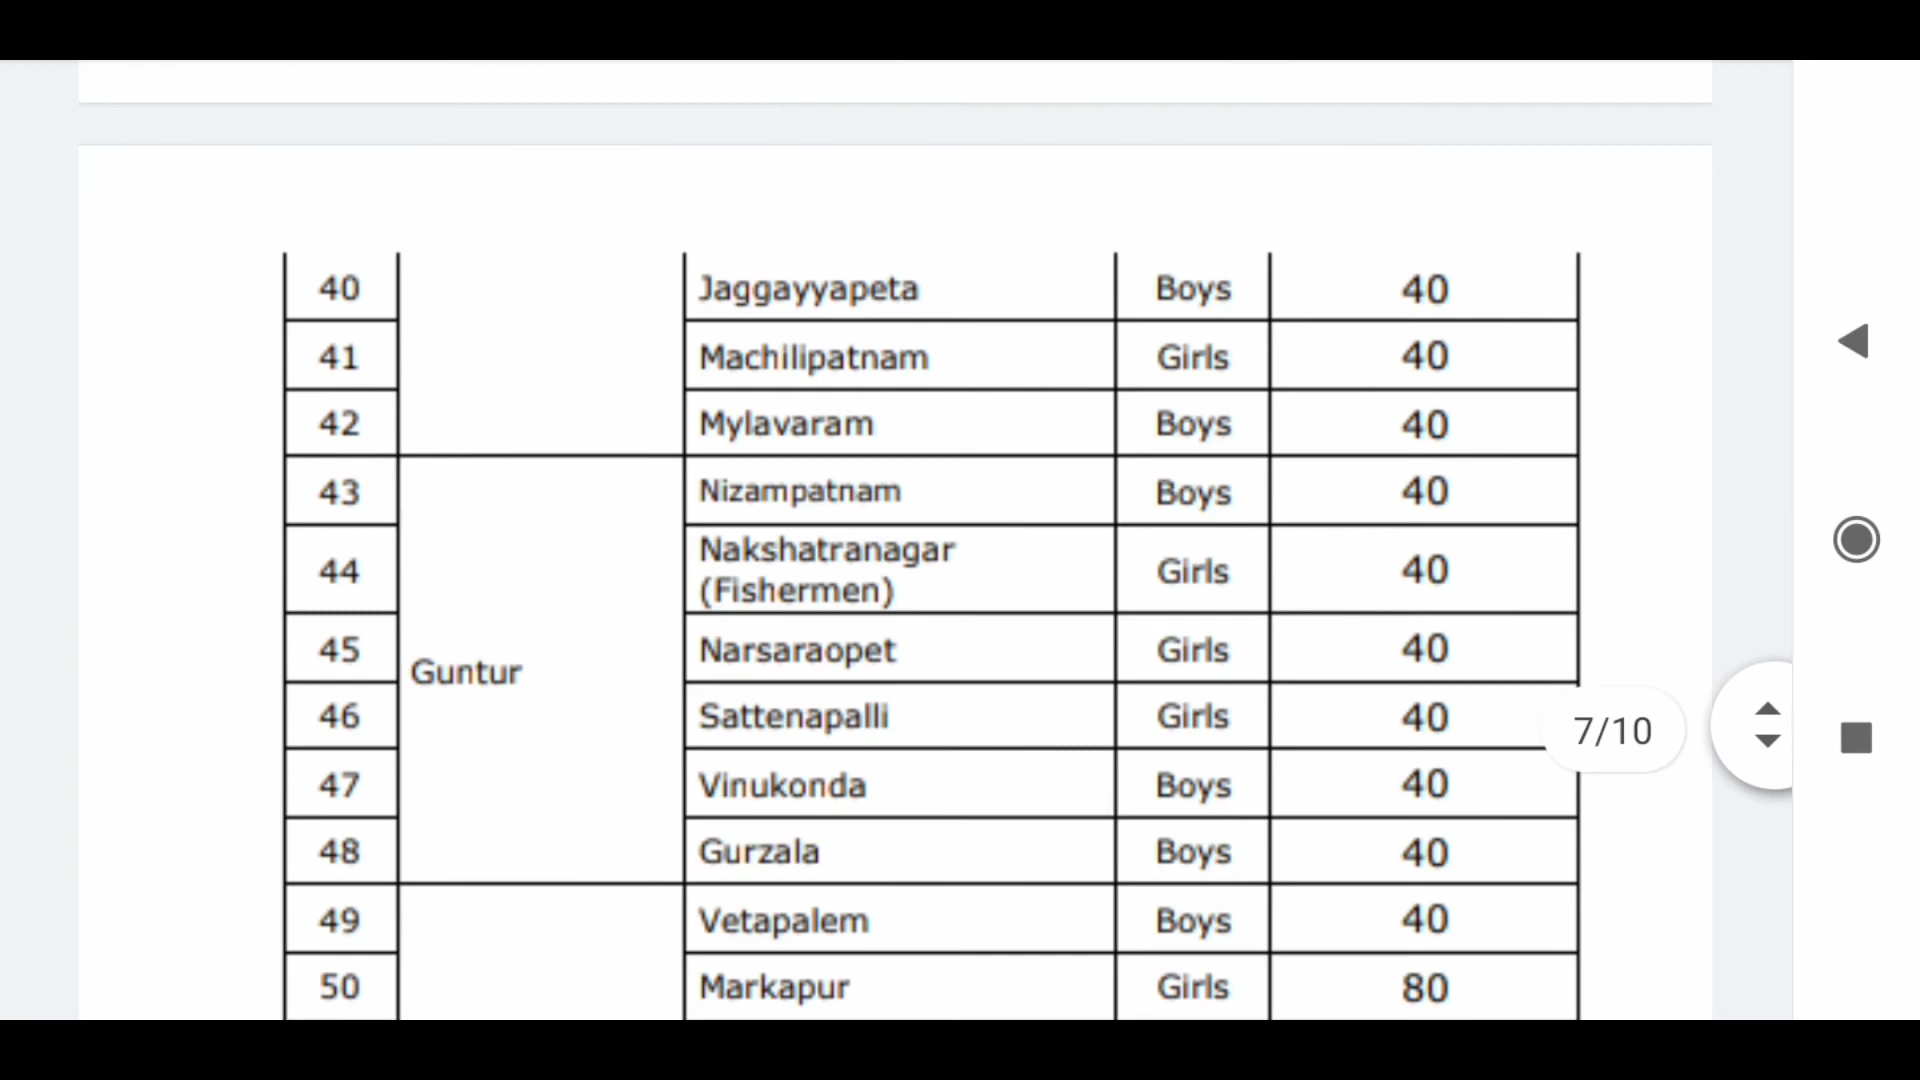 40 Jaggayyapeta Boys 40
41 Machilipatnam Girls 40
42 Mylavaram Boys 40
43 Nizampatnam Boys 40
44 Nakshatranagar (Fishermen) Girls 40
Guntur
45 Narsaraopet Girls 40
46 Sattenapalli Girls 40
7/10
47 Vinukonda Boys 40
48 Gurzala Boys 40
49 Vetapalem Boys 40
50 Markapur Girls 80